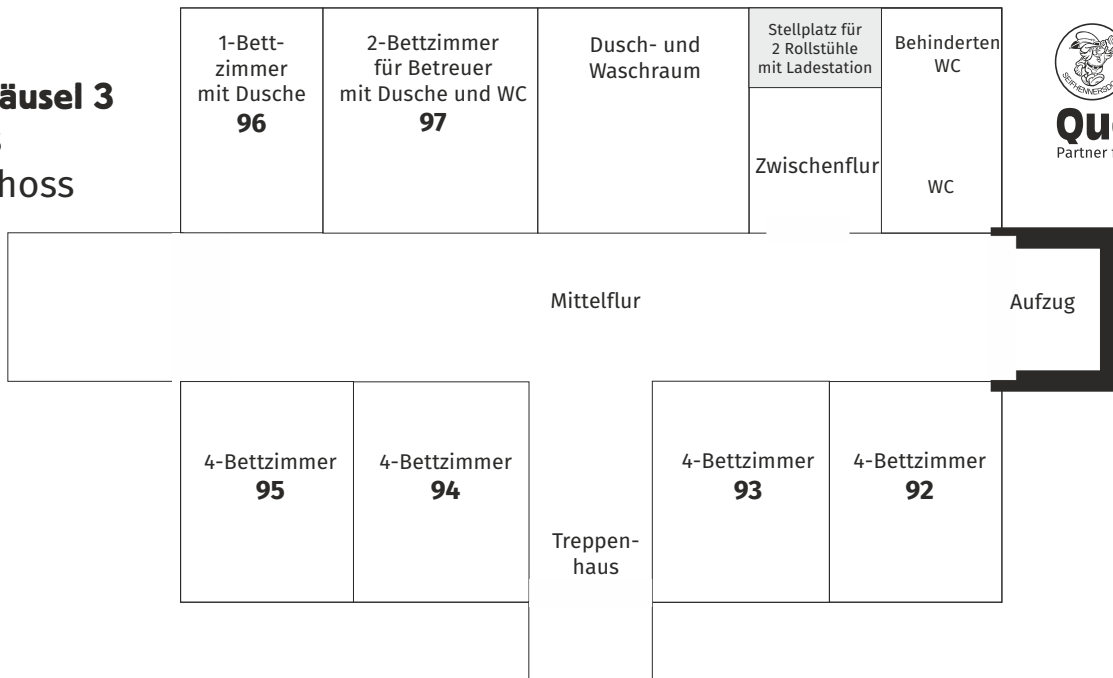 äusel 3
hoss
1-Bett-
zimmer
mit Dusche
96
2-Bettzimmer
für Betreuer
mit Dusche und WC
97
Dusch- und
Waschraum
Stellplatz für
2 Rollstühle
mit Ladestation
Zwischenflur
Behinderten
WC
WC
SEIFHENNERSDO
Qu
Partner f
Mittelflur
Aufzug
4-Bettzimmer
95
4-Bettzimmer
94
Treppen-
haus
4-Bettzimmer
93
4-Bettzimmer
92